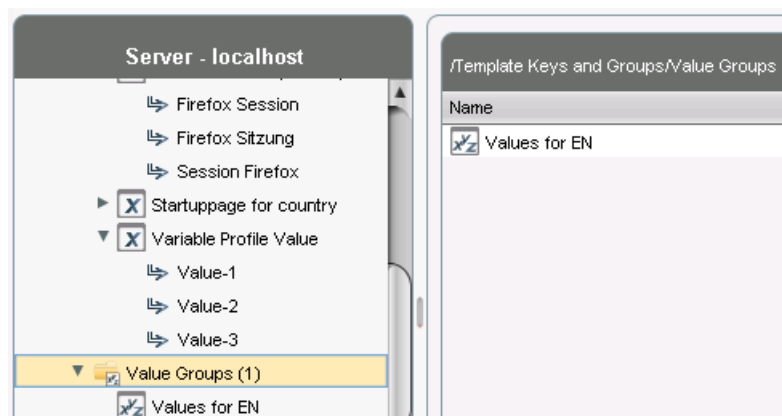 Server - localhost
Firefox Session
Firefox Sitzung
Session Firefox
Startuppage for country
Variable Profile Value
Value-1
Value-2
Value-3
Value Groups (1)
Values for EN
/Template Keys and Groups/Value Groups
Name
Values for EN